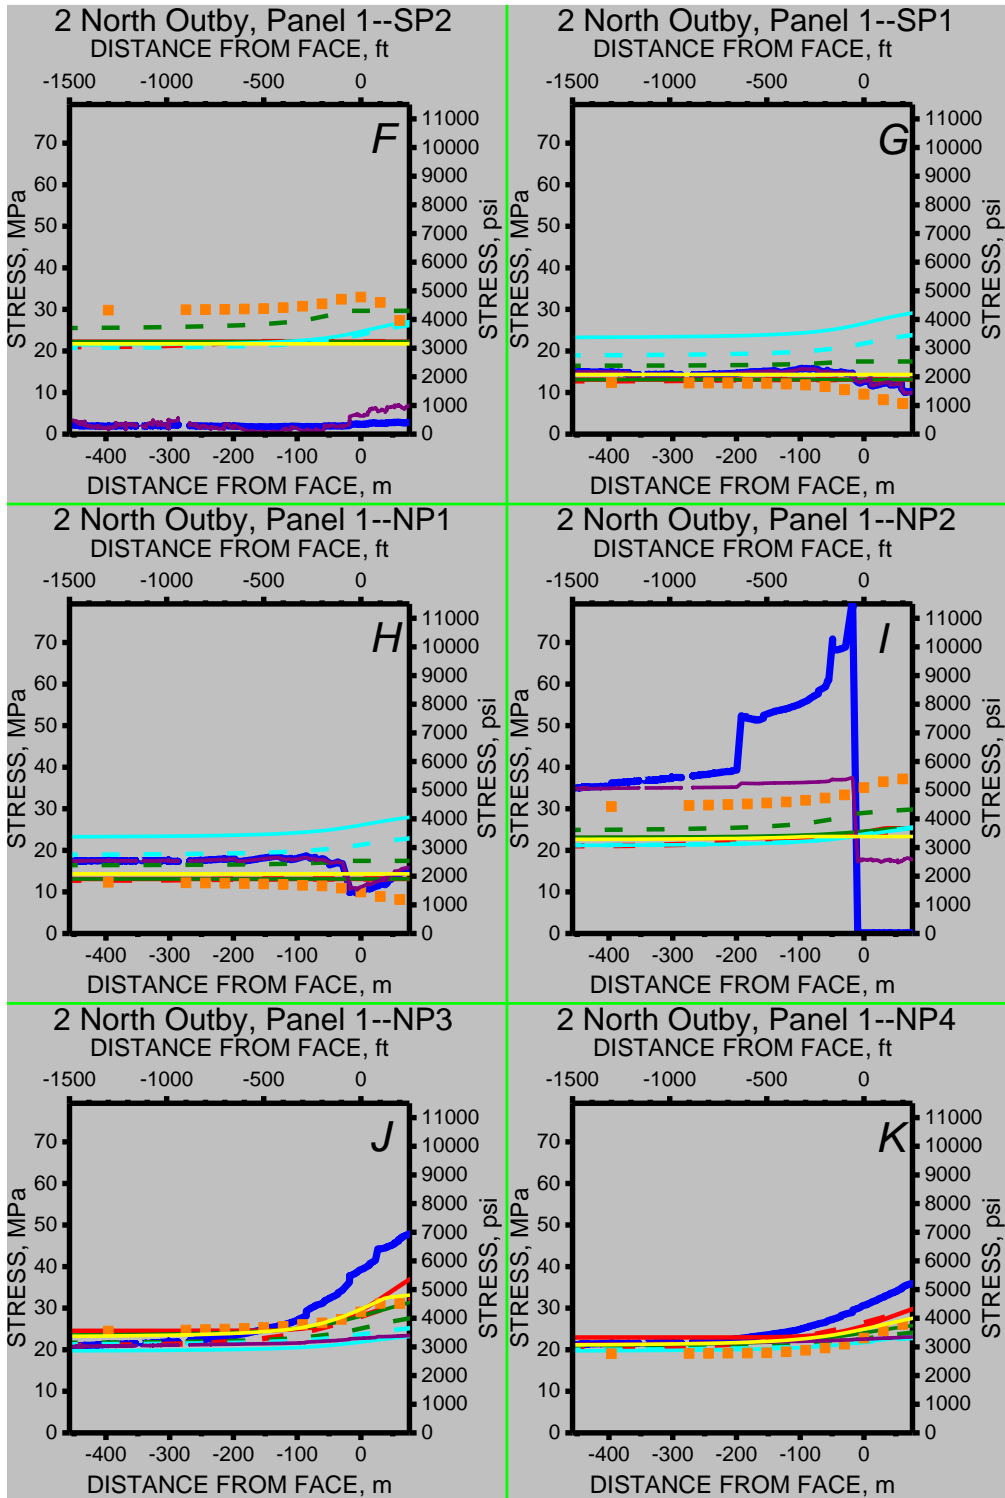 2 North Outby, Panel 1--SP2
DISTANCE FROM FACE, ft
-1500 -1000 -500 0
F
STRESS, MPa
70
60
50
40
30
20
10
0
11000
10000
9000
8000
7000
6000
5000
4000
3000
2000
1000
0
STRESS, psi
-400 -300 -200 -100 0
DISTANCE FROM FACE, m
2 North Outby, Panel 1--SP1
DISTANCE FROM FACE, ft
-1500 -1000 -500 0
G
STRESS, MPa
70
60
50
40
30
20
10
0
11000
10000
9000
8000
7000
6000
5000
4000
3000
2000
1000
0
STRESS, psi
-400 -300 -200 -100 0
DISTANCE FROM FACE, m
2 North Outby, Panel 1--NP1
DISTANCE FROM FACE, ft
-1500 -1000 -500 0
H
STRESS, MPa
70
60
50
40
30
20
10
0
11000
10000
9000
8000
7000
6000
5000
4000
3000
2000
1000
0
STRESS, psi
-400 -300 -200 -100 0
DISTANCE FROM FACE, m
2 North Outby, Panel 1--NP2
DISTANCE FROM FACE, ft
-1500 -1000 -500 0
I
STRESS, MPa
70
60
50
40
30
20
10
0
11000
10000
9000
8000
7000
6000
5000
4000
3000
2000
1000
0
STRESS, psi
-400 -300 -200 -100 0
DISTANCE FROM FACE, m
2 North Outby, Panel 1--NP3
DISTANCE FROM FACE, ft
-1500 -1000 -500 0
J
STRESS, MPa
70
60
50
40
30
20
10
0
11000
10000
9000
8000
7000
6000
5000
4000
3000
2000
1000
0
STRESS, psi
-400 -300 -200 -100 0
DISTANCE FROM FACE, m
2 North Outby, Panel 1--NP4
DISTANCE FROM FACE, ft
-1500 -1000 -500 0
K
STRESS, MPa
70
60
50
40
30
20
10
0
11000
10000
9000
8000
7000
6000
5000
4000
3000
2000
1000
0
STRESS, psi
-400 -300 -200 -100 0
DISTANCE FROM FACE, m